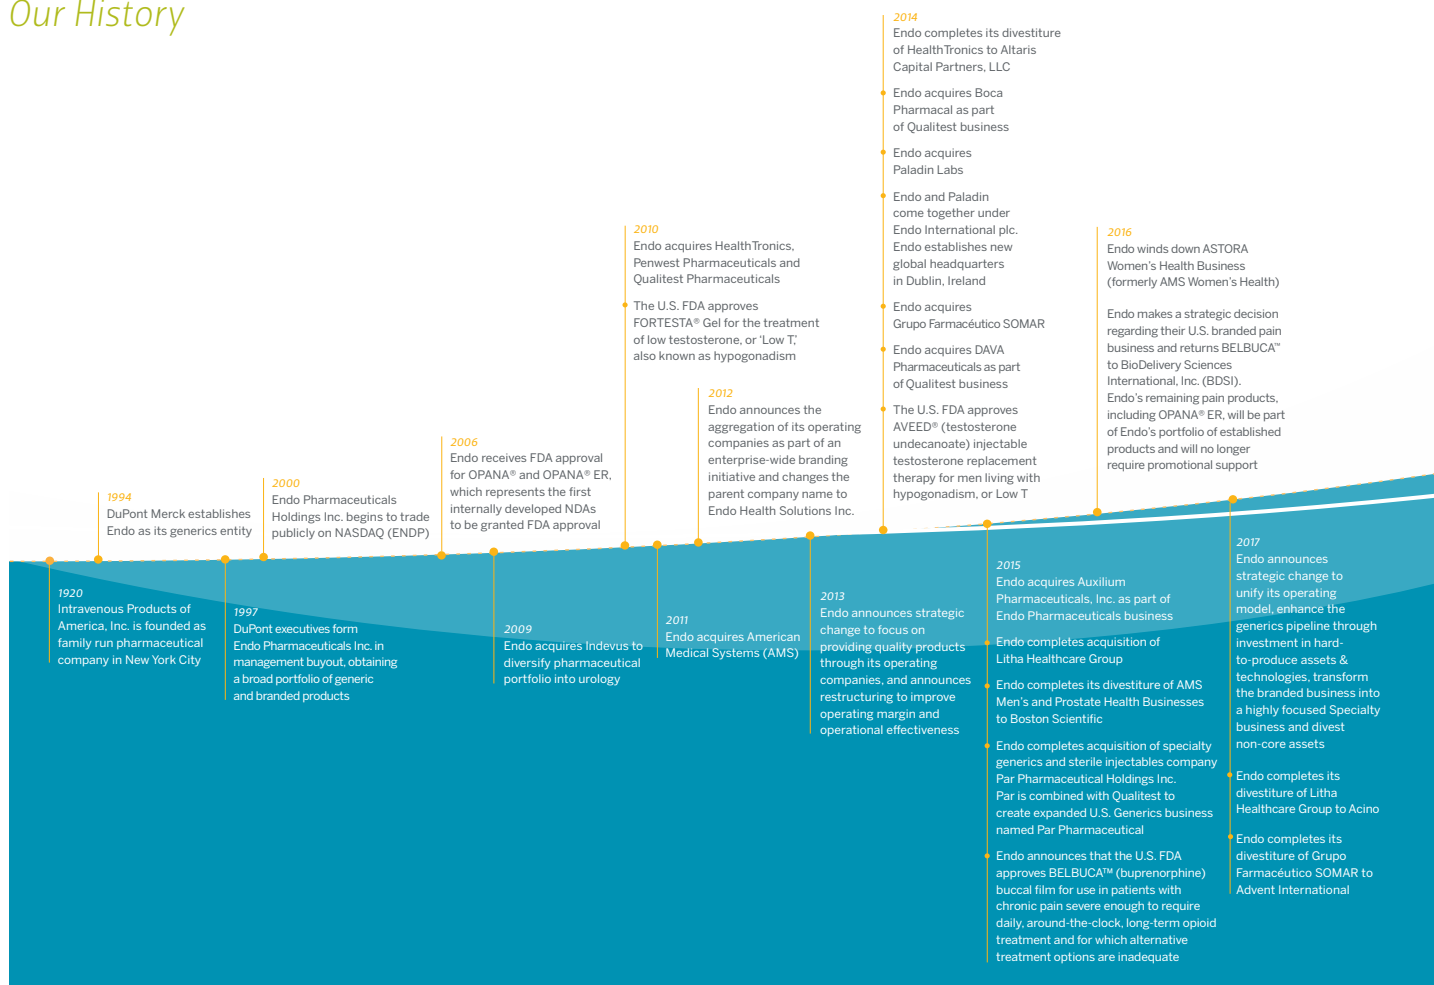 Our History
1920
Intravenous Products of
America, Inc. is founded as
family run pharmaceutical
company in New York City
1994
DuPont Merck establishes
Endo as its generics entity
1997
DuPont executives form
Endo Pharmaceuticals Inc. in
management buyout, obtaining
a broad portfolio of generic
and branded products
2000
Endo Pharmaceuticals
Holdings Inc. begins to trade
publicly on NASDAQ (ENDP)
2006
Endo receives FDA approval
for OPANA® and OPANA® ER,
which represents the first
internally developed NDAs
to be granted FDA approval
2009
Endo acquires Indevus to
diversify pharmaceutical
portfolio into urology
2010
Endo acquires HealthTronics,
Penwest Pharmaceuticals and
Qualitest Pharmaceuticals
The U.S. FDA approves
FORTESTA® Gel for the treatment
of low testosterone, or ‘Low T,’
also known as hypogonadism
2011
Endo acquires American
Medical Systems (AMS)
2012
Endo announces the
aggregation of its operating
companies as part of an
enterprise-wide branding
initiative and changes the
parent company name to
Endo Health Solutions Inc.
2013
Endo announces strategic
change to focus on
providing quality products
through its operating
companies, and announces
restructuring to improve
operating margin and
operational effectiveness
2014
Endo completes its divestiture
of HealthTronics to Altaris
Capital Partners, LLC
Endo acquires Boca
Pharmacal as part
of Qualitest business
Endo acquires
Paladin Labs
Endo and Paladin
come together under
Endo International plc.
Endo establishes new
global headquarters
in Dublin, Ireland
Endo acquires
Grupo Farmacéutico SOMAR
Endo acquires DAVA
Pharmaceuticals as part
of Qualitest business
The U.S. FDA approves
AVEED® (testosterone
undecanoate) injectable
testosterone replacement
therapy for men living with
hypogonadism, or Low T
2015
Endo acquires Auxilium
Pharmaceuticals, Inc. as part of
Endo Pharmaceuticals business
Endo completes acquisition of
Litha Healthcare Group
Endo completes its divestiture of AMS
Men’s and Prostate Health Businesses
to Boston Scientific
Endo completes acquisition of specialty
generics and sterile injectables company
Par Pharmaceutical Holdings Inc.
Par is combined with Qualitest to
create expanded U.S. Generics business
named Par Pharmaceutical
Endo announces that the U.S. FDA
approves BELBUCA™ (buprenorphine)
buccal film for use in patients with
chronic pain severe enough to require
daily, around-the-clock, long-term opioid
treatment and for which alternative
treatment options are inadequate
2016
Endo winds down ASTORA
Women’s Health Business
(formerly AMS Women’s Health)
Endo makes a strategic decision
regarding their U.S. branded pain
business and returns BELBUCA™
to BioDelivery Sciences
International, Inc. (BDSI).
Endo’s remaining pain products,
including OPANA® ER, will be part
of Endo’s portfolio of established
products and will no longer
require promotional support
2017
Endo announces
strategic change to
unify its operating
model, enhance the
generics pipeline through
investment in hard-
to-produce assets &
technologies, transform
the branded business into
a highly focused Specialty
business and divest
non-core assets
Endo completes its
divestiture of Litha
Healthcare Group to Acino
Endo completes its
divestiture of Grupo
Farmacéutico SOMAR to
Advent International